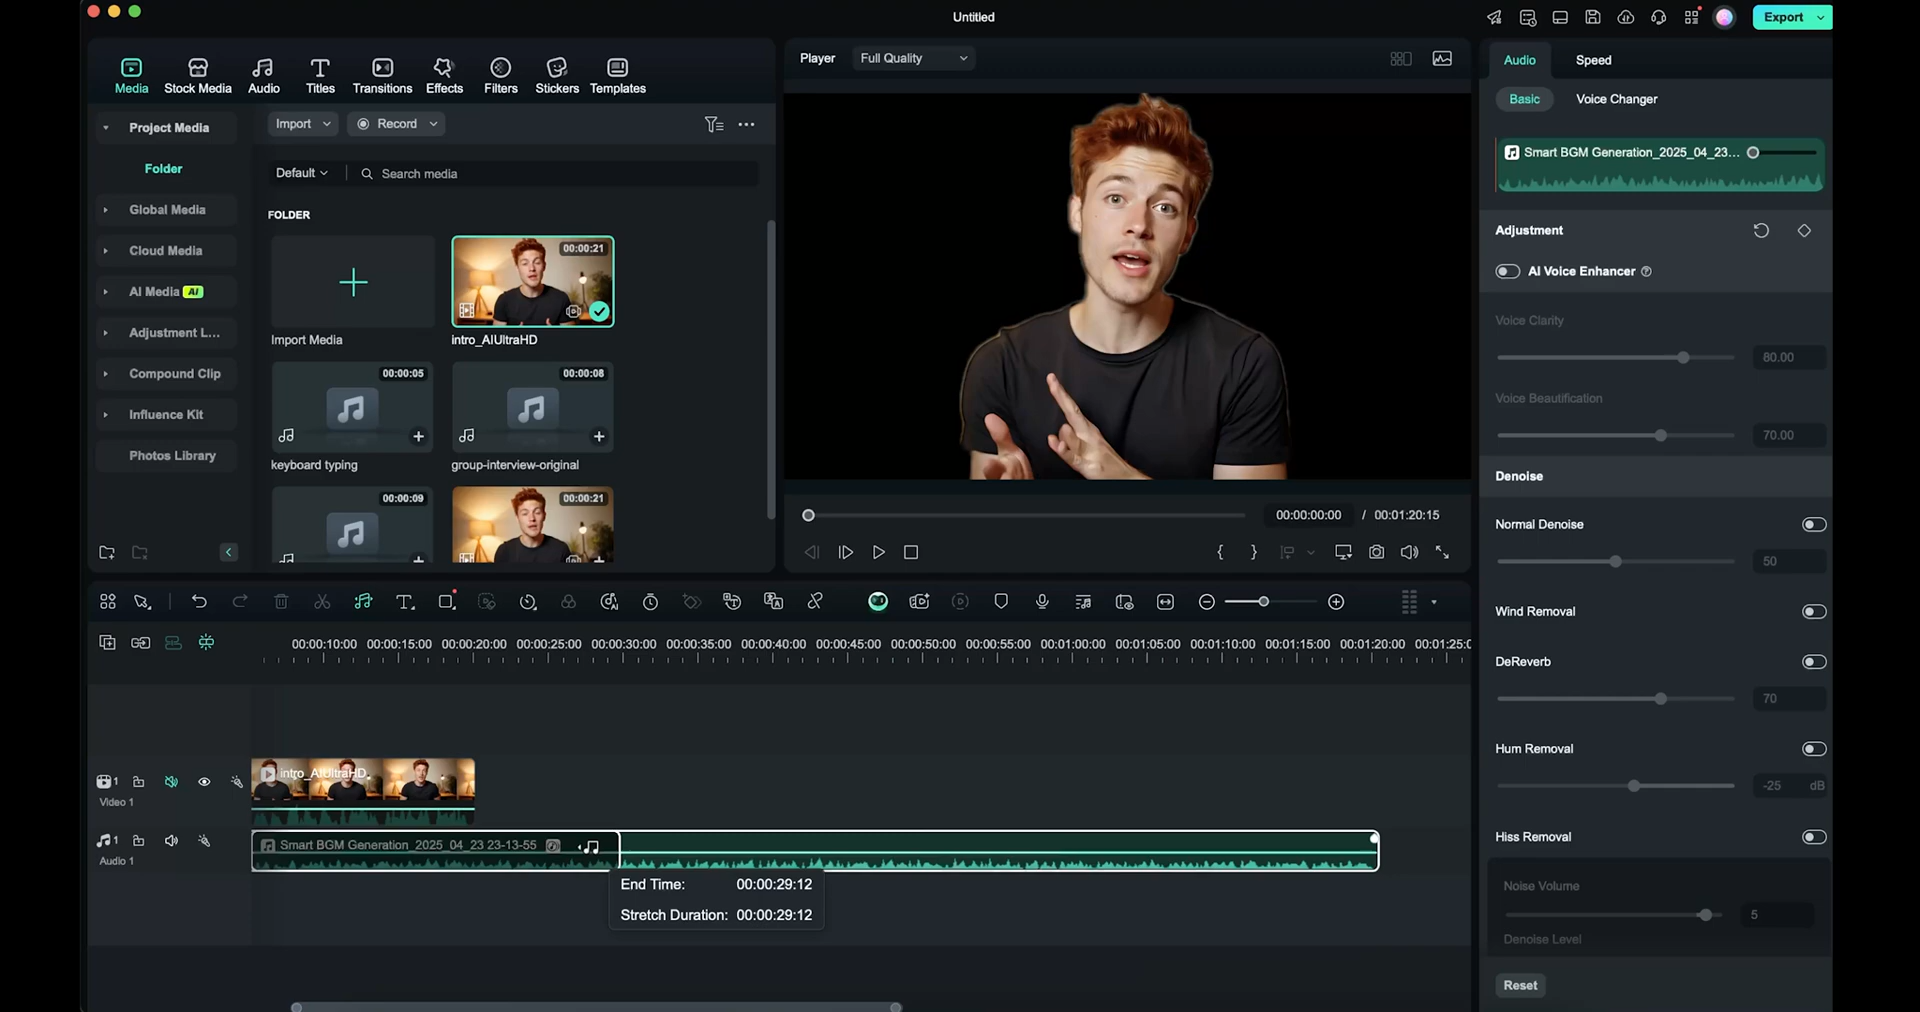 Untitled
Export
Media
Stock Media
Audio
Titles
Transitions
Effects
Filters
Stickers
Templates
Project Media
Folder
Global Media
Cloud Media
AI Media AI
Adjustment L...
Compound Clip
Influence Kit
Photos Library
Import
Record
Default
Search media
FOLDER
Import Media
00:00:21
intro_AIUltraHD
00:00:05
keyboard typing
00:00:08
group-interview-original
00:00:09
00:00:21
Player
Full Quality
00:00:00:00 / 00:01:20:15
Audio
Speed
Basic
Voice Changer
Smart BGM Generation_2025_04_23...
Adjustment
AI Voice Enhancer
Voice Clarity
80.00
Voice Beautification
70.00
Denoise
Normal Denoise
50
Wind Removal
DeReverb
70
Hum Removal
-25 dB
Hiss Removal
Noise Volume
5
Denoise Level
Reset
00:00:10:00 00:00:15:00 00:00:20:00 00:00:25:00 00:00:30:00 00:00:35:00 00:00:40:00 00:00:45:00 00:00:50:00 00:00:55:00 00:01:00:00 00:01:05:00 00:01:10:00 00:01:15:00 00:01:20:00 00:01:25:0
1
Video 1
intro_AIUltraHD
1
Audio 1
Smart BGM Generation_2025_04_23 23-13-55
End Time: 00:00:29:12
Stretch Duration: 00:00:29:12